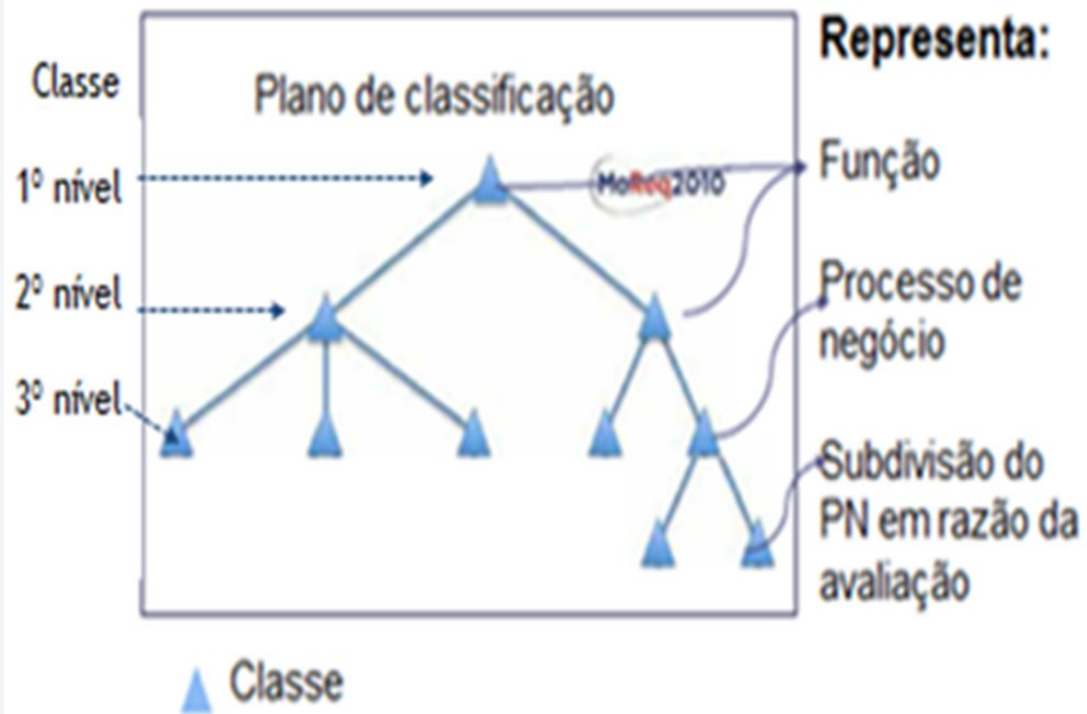 Representa:
Classe
Plano de classificação
1º nível
MoReq2010
Função
2º nível
Processo de
negócio
3º nível
Subdivisão do
PN em razão da
avaliação
Classe